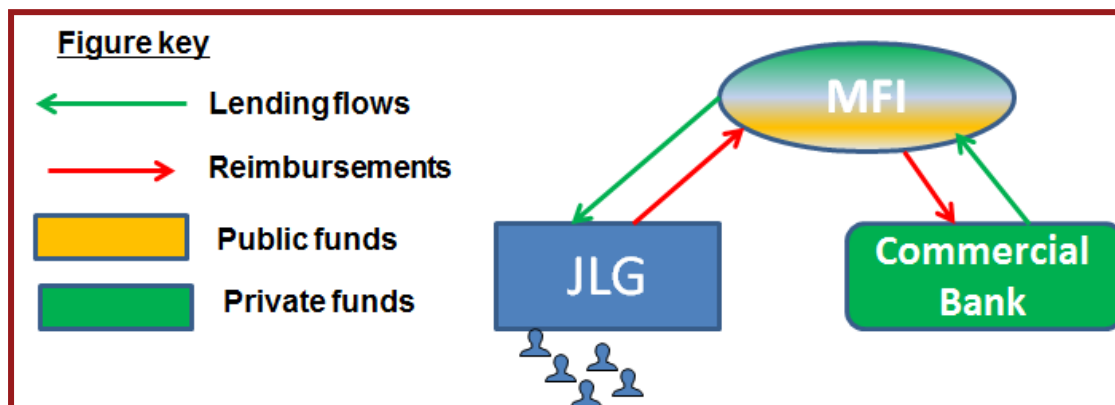 Figure key
Lending flows
Reimbursements
Public funds
Private funds
MFI
JLG
Commercial
Bank